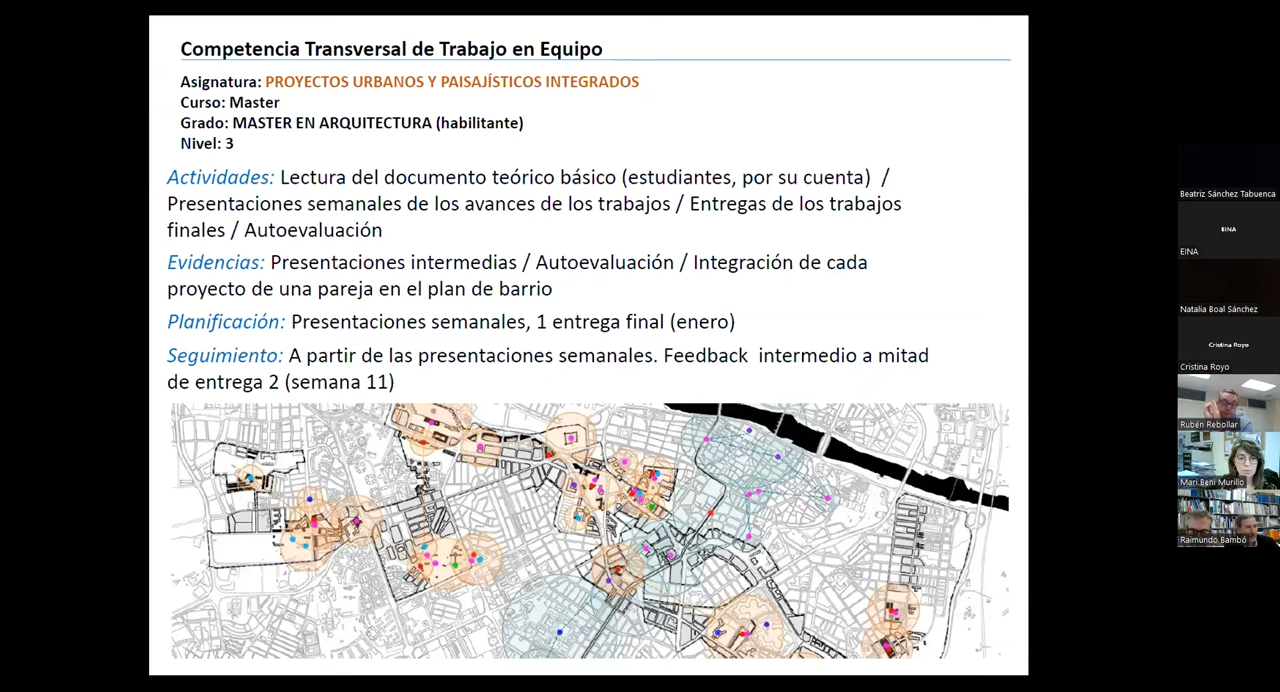 Competencia Transversal de Trabajo en Equipo
Asignatura: PROYECTOS URBANOS Y PAISAJÍSTICOS INTEGRADOS
Curso: Master
Grado: MASTER EN ARQUITECTURA (habilitante)
Nivel: 3
Actividades: Lectura del documento teórico básico (estudiantes, por su cuenta) /
Presentaciones semanales de los avances de los trabajos / Entregas de los trabajos
finales / Autoevaluación
Evidencias: Presentaciones intermedias / Autoevaluación / Integración de cada
proyecto de una pareja en el plan de barrio
Planificación: Presentaciones semanales, 1 entrega final (enero)
Seguimiento: A partir de las presentaciones semanales. Feedback intermedio a mitad
de entrega 2 (semana 11)
Beatriz Sánchez Tabuenca
EINA
EINA
Natalia Boal Sánchez
Cristina Royo
Cristina Royo
Rubén Rebollar
Mari.Beni Murillo
Raimundo Bambó